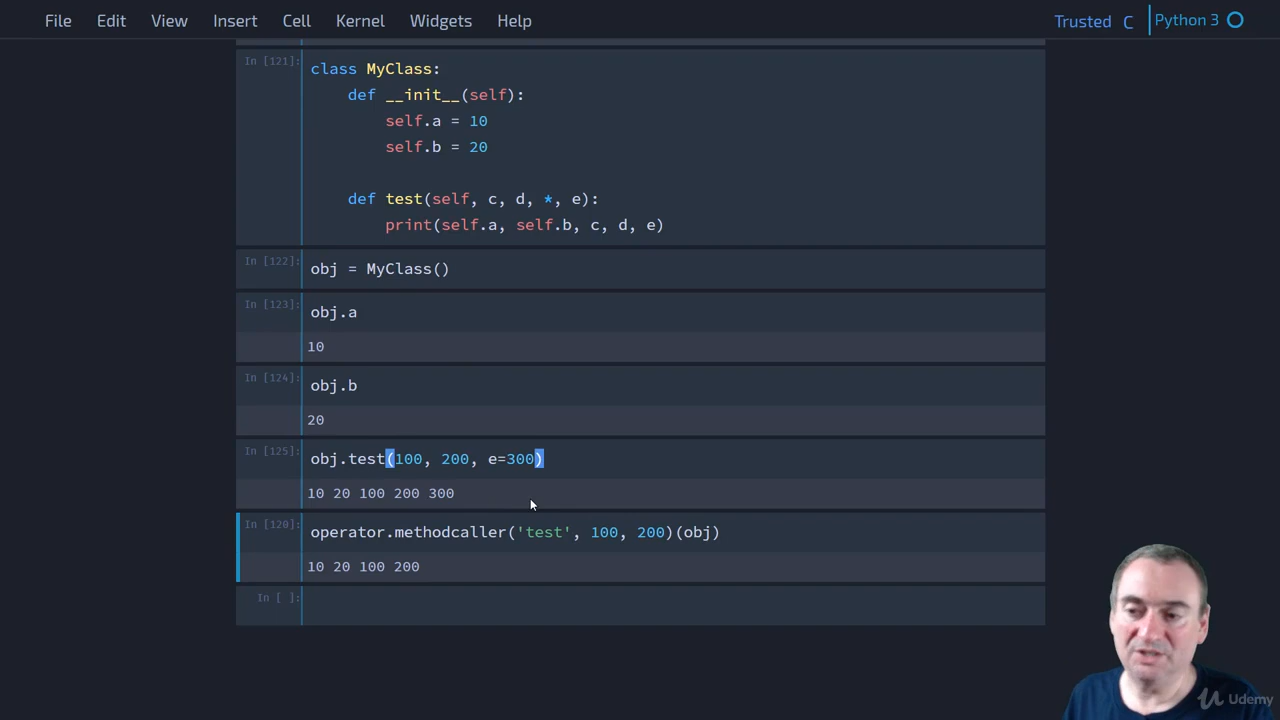 File Edit View Insert Cell Kernel Widgets Help Trusted C Python 3
In [121]:
class MyClass:
    def __init__(self):
        self.a = 10
        self.b = 20
    def test(self, c, d, *, e):
        print(self.a, self.b, c, d, e)
In [122]:
obj = MyClass()
In [123]:
obj.a
10
In [124]:
obj.b
20
In [125]:
obj.test(100, 200, e=300)
10 20 100 200 300
In [120]:
operator.methodcaller('test', 100, 200)(obj)
10 20 100 200
In [ ]:
Udemy